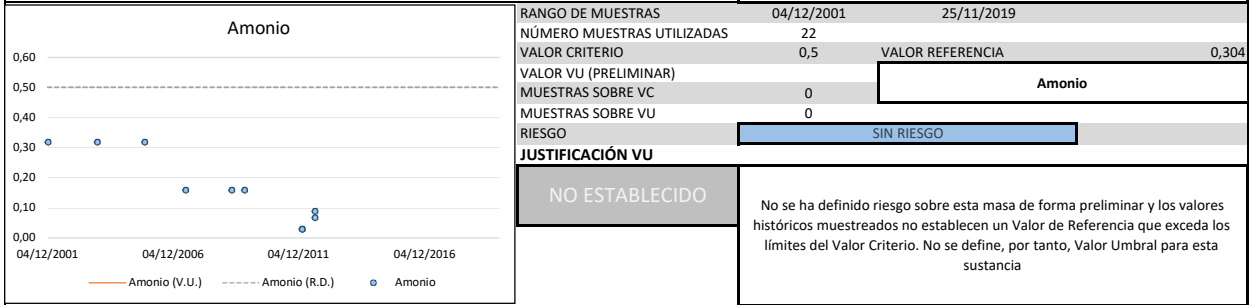 Amonio
0,60
0,50
0,40
0,30
0,20
0,10
0,00
04/12/2001 04/12/2006 04/12/2011 04/12/2016
Amonio (V.U.) Amonio (R.D.) Amonio
RANGO DE MUESTRAS 04/12/2001 25/11/2019
NÚMERO MUESTRAS UTILIZADAS 22
VALOR CRITERIO 0,5 VALOR REFERENCIA 0,304
VALOR VU (PRELIMINAR)
Amonio
MUESTRAS SOBRE VC 0
MUESTRAS SOBRE VU 0
RIESGO SIN RIESGO
JUSTIFICACIÓN VU
NO ESTABLECIDO
No se ha definido riesgo sobre esta masa de forma preliminar y los valores
históricos muestreados no establecen un Valor de Referencia que exceda los
límites del Valor Criterio. No se define, por tanto, Valor Umbral para esta
sustancia